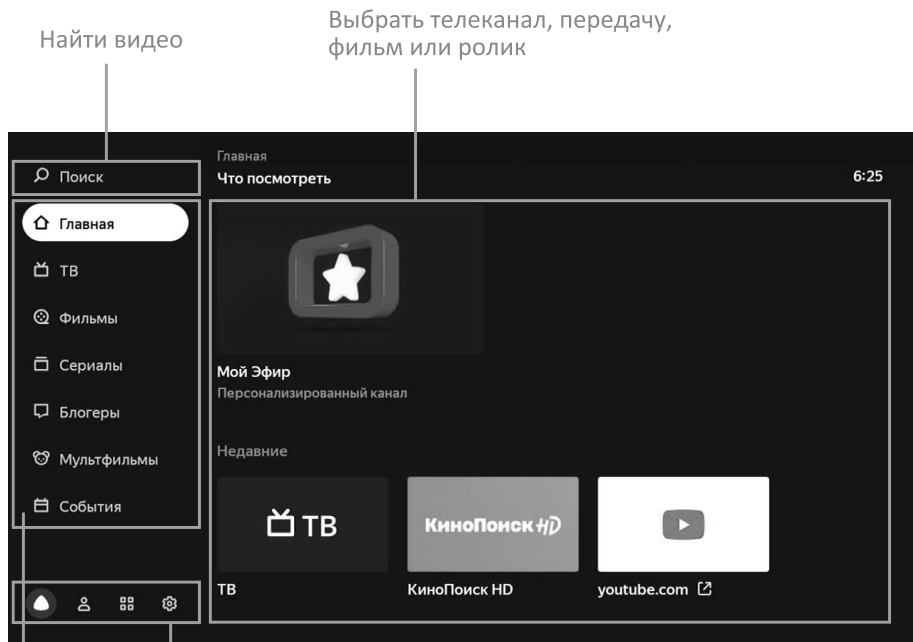 Найти видео
Выбрать телеканал, передачу,
фильм или ролик
Поиск
Главная
ТВ
Фильмы
Сериалы
Блогеры
Мультфильмы
События
Главная
Что посмотреть
6:25
Мой Эфир
Персонализированный канал
Недавние
ТВ
КиноПоиск HD
ТВ
КиноПоиск HD
youtube.com